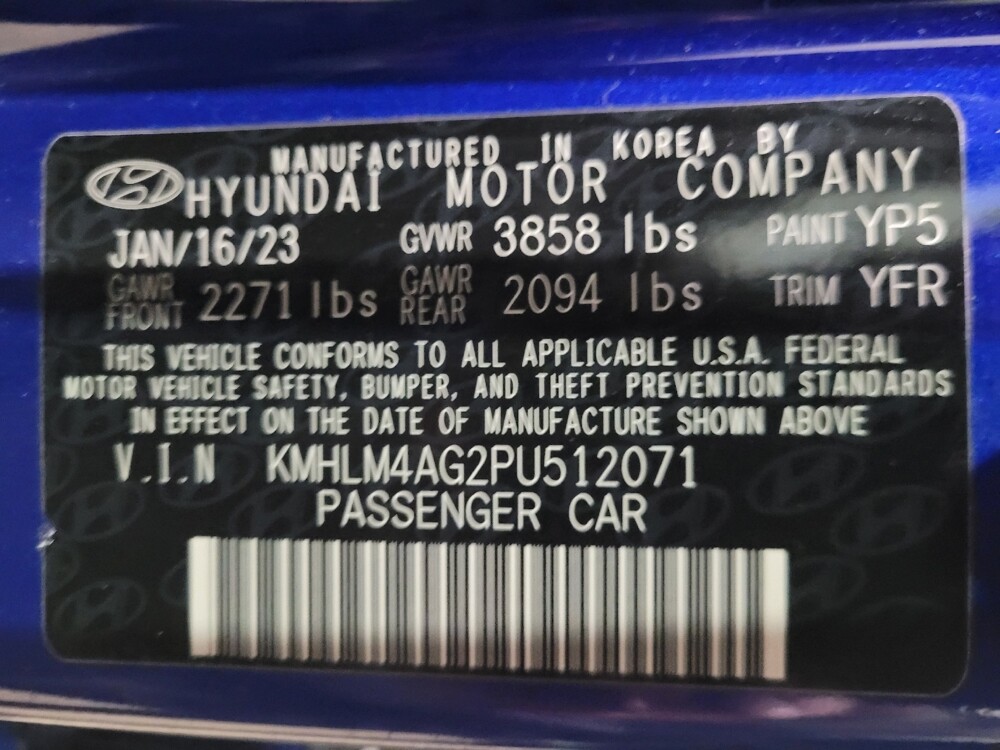 MANUFACTURED IN KOREA BY
HYUNDAI MOTOR COMPANY
JAN/16/23 GVWR 3858 lbs PAINT YP5
GAWR FRONT 2271 lbs GAWR REAR 2094 lbs TRIM YFR
THIS VEHICLE CONFORMS TO ALL APPLICABLE U.S.A. FEDERAL
MOTOR VEHICLE SAFETY, BUMPER, AND THEFT PREVENTION STANDARDS
IN EFFECT ON THE DATE OF MANUFACTURE SHOWN ABOVE
V.I.N KMHLM4AG2PU512071
PASSENGER CAR